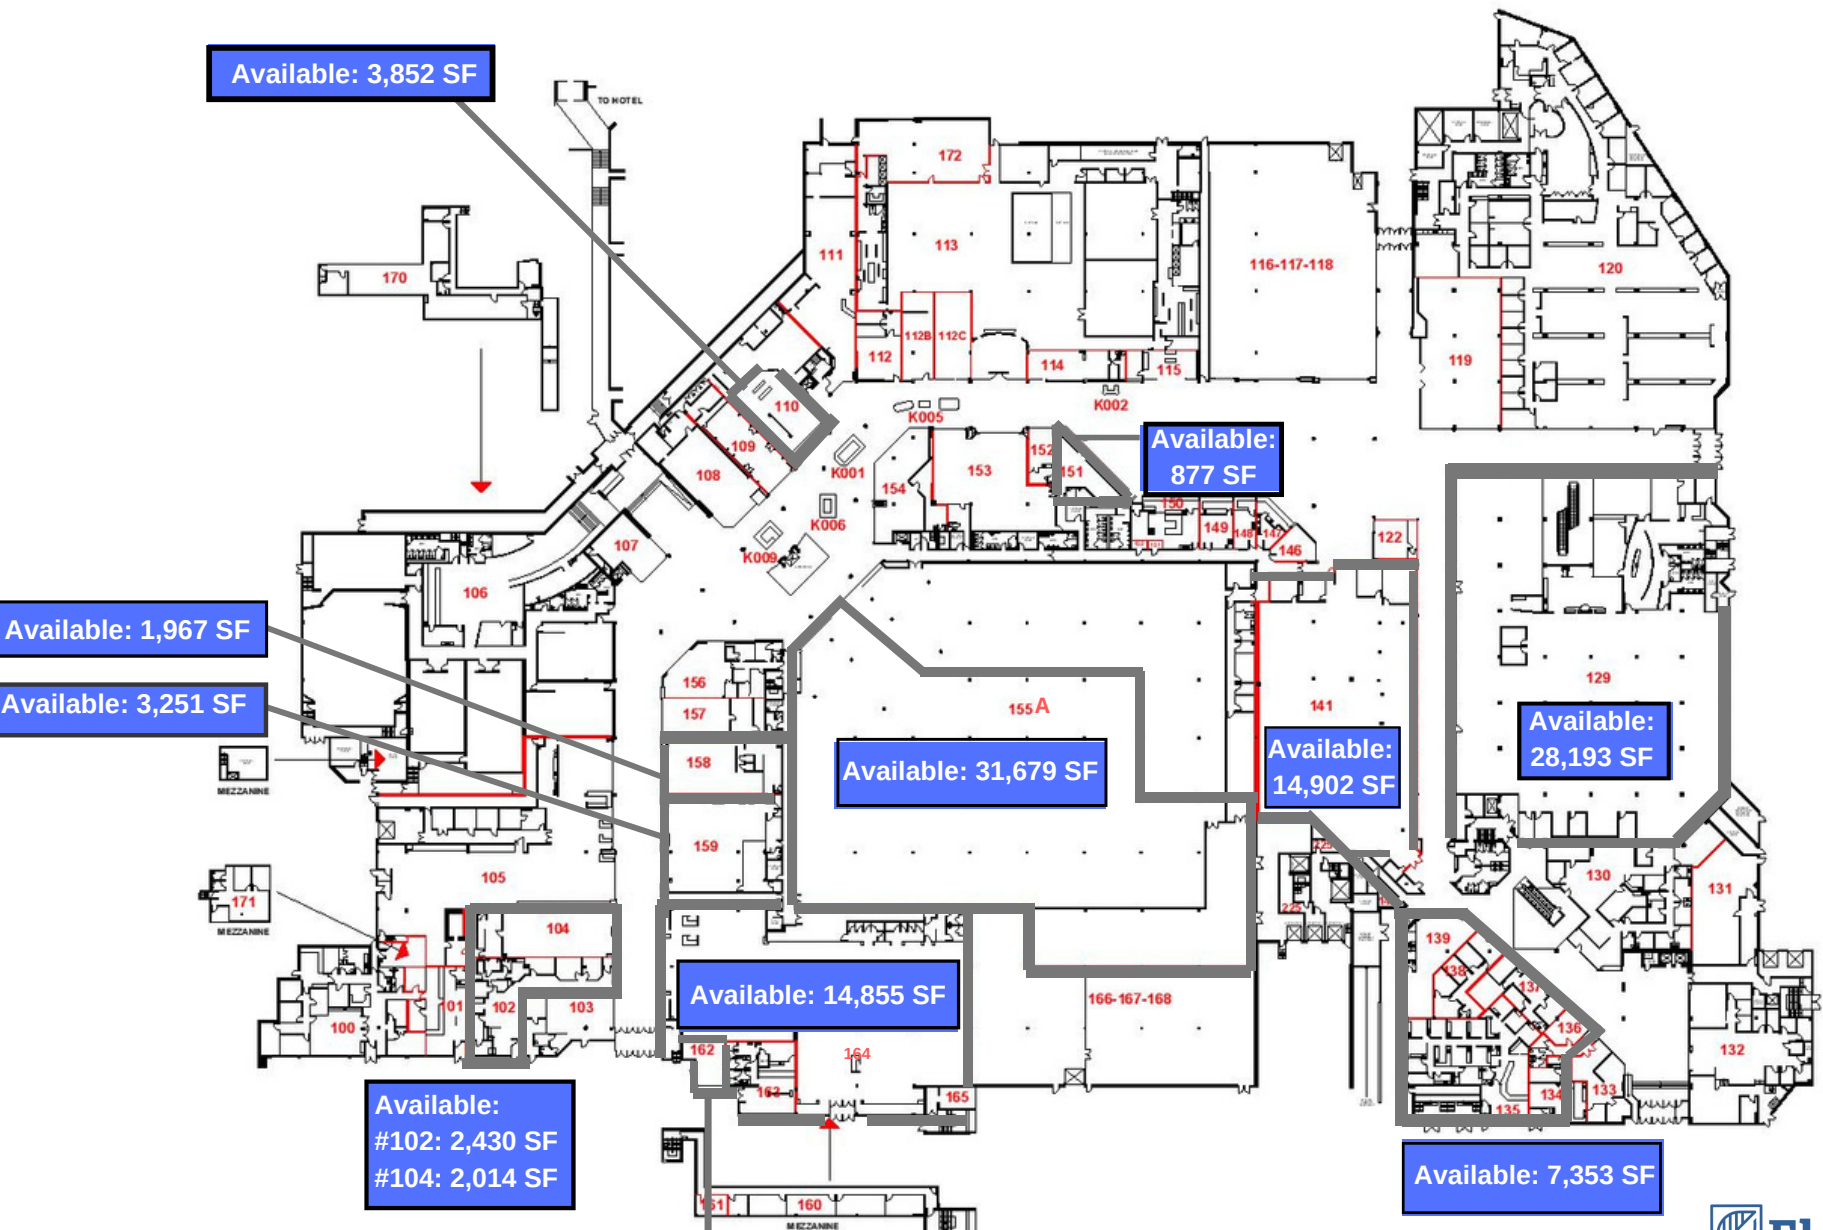 Available: 3,852 SF
TO HOTEL
172
170
111
113
116-117-118
120
112
112B
112C
114
115
119
K002
K005
110
109
108
K001
K006
K009
154
153
152
151
Available:
877 SF
150
149
148
147
146
122
107
106
Available: 1,967 SF
Available: 3,251 SF
156
157
158
159
155A
Available: 31,679 SF
141
Available:
14,902 SF
129
Available:
28,193 SF
MEZZANINE
105
171
MEZZANINE
104
100
101
102
103
Available:
#102: 2,430 SF
#104: 2,014 SF
Available: 14,855 SF
162
163
164
165
166-167-168
161
160
MEZZANINE
225
225
130
131
139
138
137
136
135
134
133
132
Available: 7,353 SF